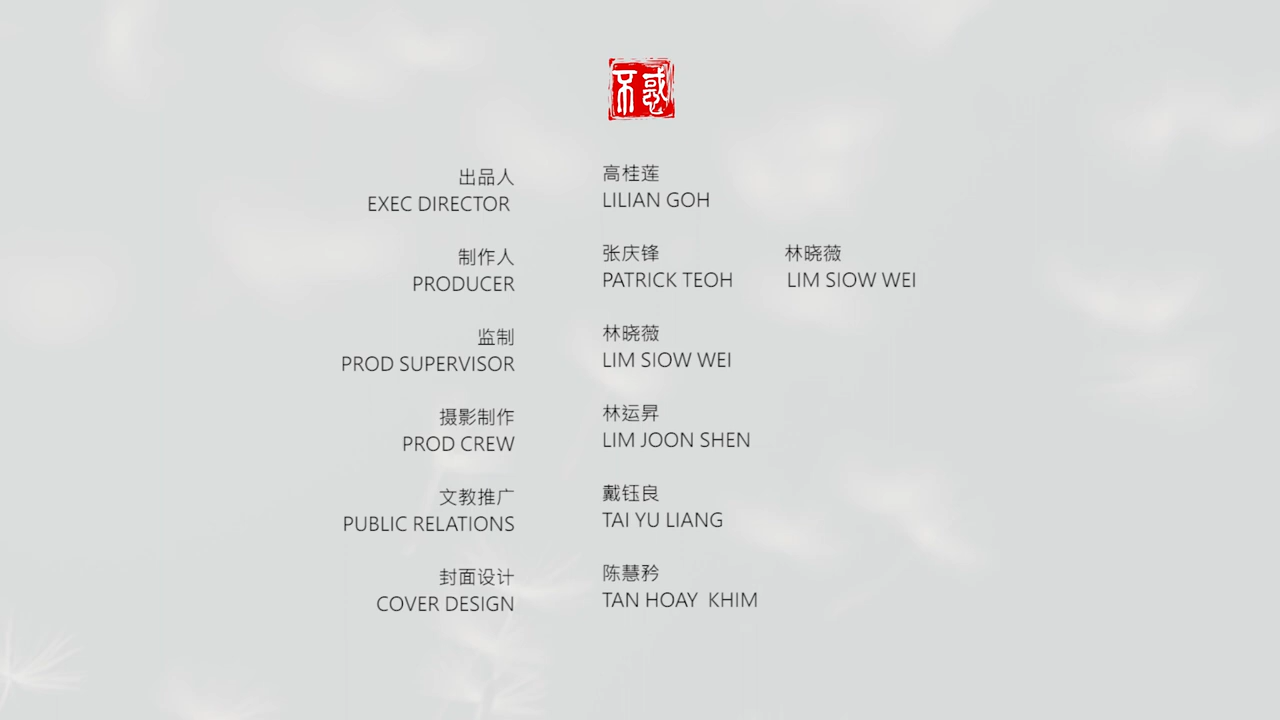 不惑
出品人 高桂莲
EXEC DIRECTOR LILIAN GOH
制作人 张庆锋 林晓薇
PRODUCER PATRICK TEOH LIM SIOW WEI
监制 林晓薇
PROD SUPERVISOR LIM SIOW WEI
摄影制作 林运昇
PROD CREW LIM JOON SHEN
文教推广 戴钰良
PUBLIC RELATIONS TAI YU LIANG
封面设计 陈慧矜
COVER DESIGN TAN HOAY KHIM